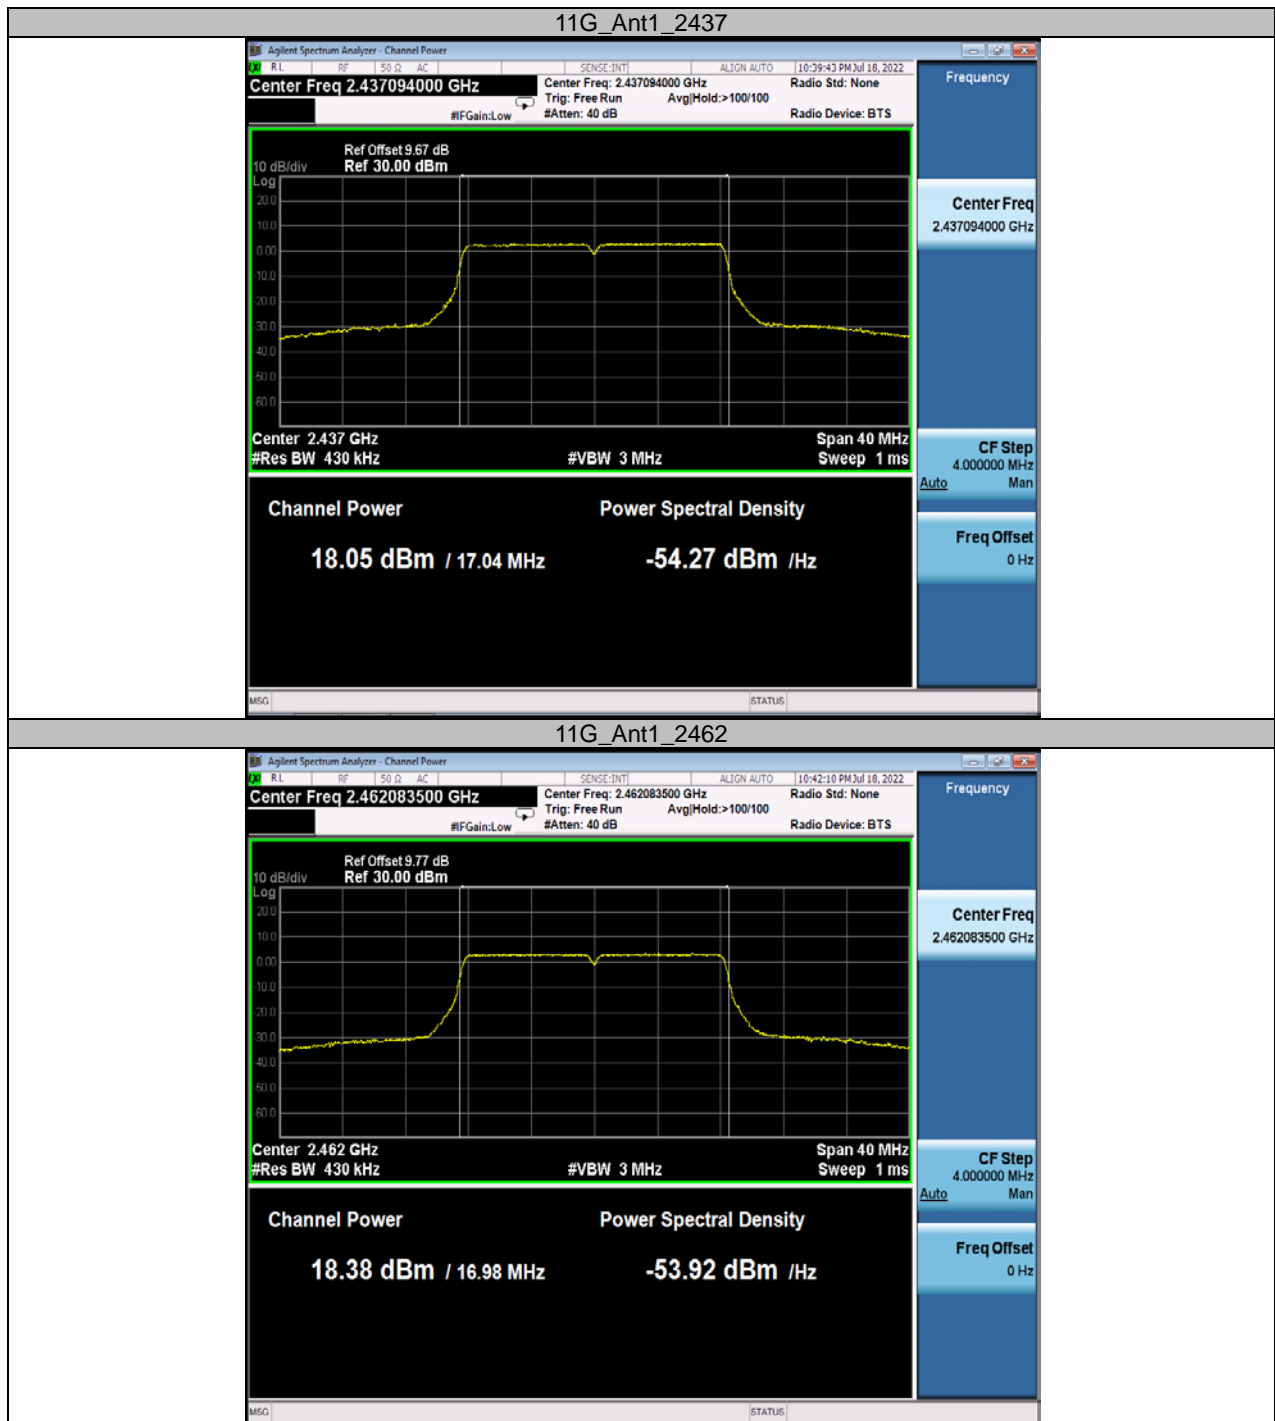 11G_Ant1_2437
Agilent Spectrum Analyzer - Channel Power
RL RF 50 Ω AC SENSE:INT ALIGN AUTO 10:39:43 PM Jul 18, 2022
Center Freq 2.437094000 GHz
Center Freq: 2.437094000 GHz
Radio Std: None
Trig: Free Run Avg|Hold:>100/100
#IFGain:Low
#Atten: 40 dB
Radio Device: BTS
Frequency
Ref Offset 9.67 dB
10 dB/div Ref 30.00 dBm
Log
20.0
10.0
0.00
-10.0
-20.0
-30.0
-40.0
-50.0
-60.0
Center 2.437 GHz
Span 40 MHz
#Res BW 430 kHz
#VBW 3 MHz
Sweep 1 ms
Channel Power
Power Spectral Density
18.05 dBm / 17.04 MHz
-54.27 dBm /Hz
Center Freq
2.437094000 GHz
CF Step
4.000000 MHz
Auto Man
Freq Offset
0 Hz
MSG
STATUS
11G_Ant1_2462
Agilent Spectrum Analyzer - Channel Power
RL RF 50 Ω AC SENSE:INT ALIGN AUTO 10:42:10 PM Jul 18, 2022
Center Freq 2.462083500 GHz
Center Freq: 2.462083500 GHz
Radio Std: None
Trig: Free Run Avg|Hold:>100/100
#IFGain:Low
#Atten: 40 dB
Radio Device: BTS
Frequency
Ref Offset 9.77 dB
10 dB/div Ref 30.00 dBm
Log
20.0
10.0
0.00
-10.0
-20.0
-30.0
-40.0
-50.0
-60.0
Center 2.462 GHz
Span 40 MHz
#Res BW 430 kHz
#VBW 3 MHz
Sweep 1 ms
Channel Power
Power Spectral Density
18.38 dBm / 16.98 MHz
-53.92 dBm /Hz
Center Freq
2.462083500 GHz
CF Step
4.000000 MHz
Auto Man
Freq Offset
0 Hz
MSG
STATUS